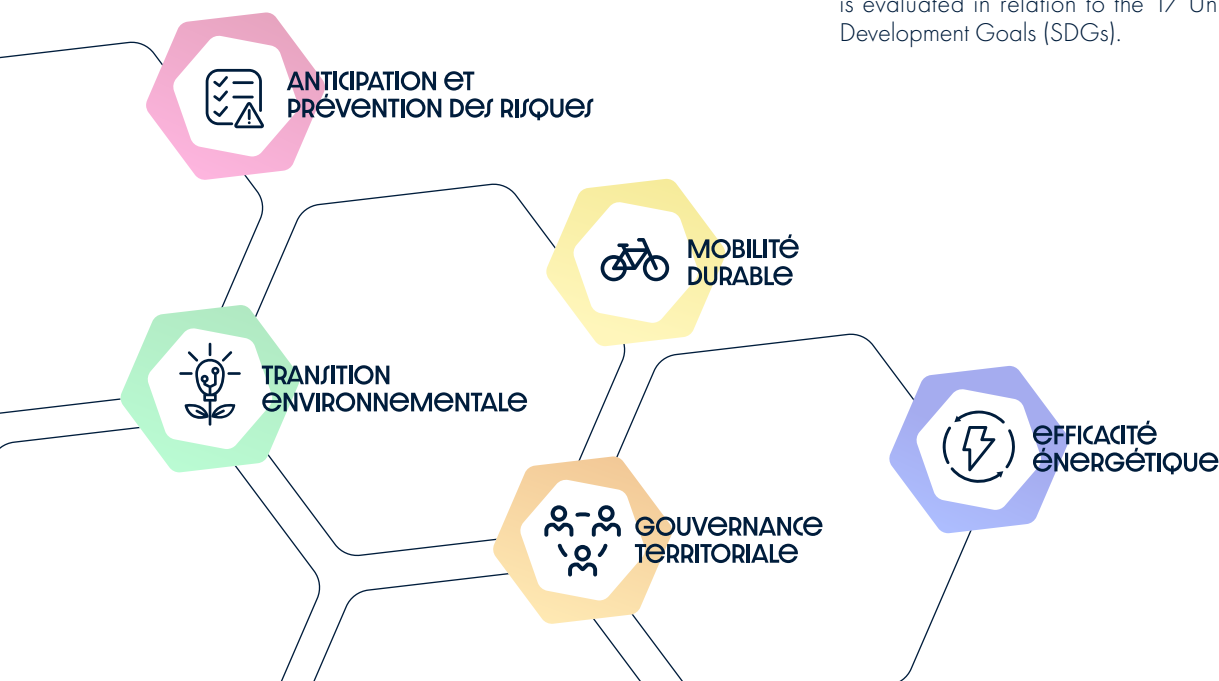 is evaluated in relation to the 17 Un
Development Goals (SDGs).
ANTICIPATION ET
PRÉVENTION DES RISQUES
MOBILITÉ
DURABLE
TRANSITION
ENVIRONNEMENTALE
EFFICACITÉ
ÉNERGÉTIQUE
GOUVERNANCE
TERRITORIALE